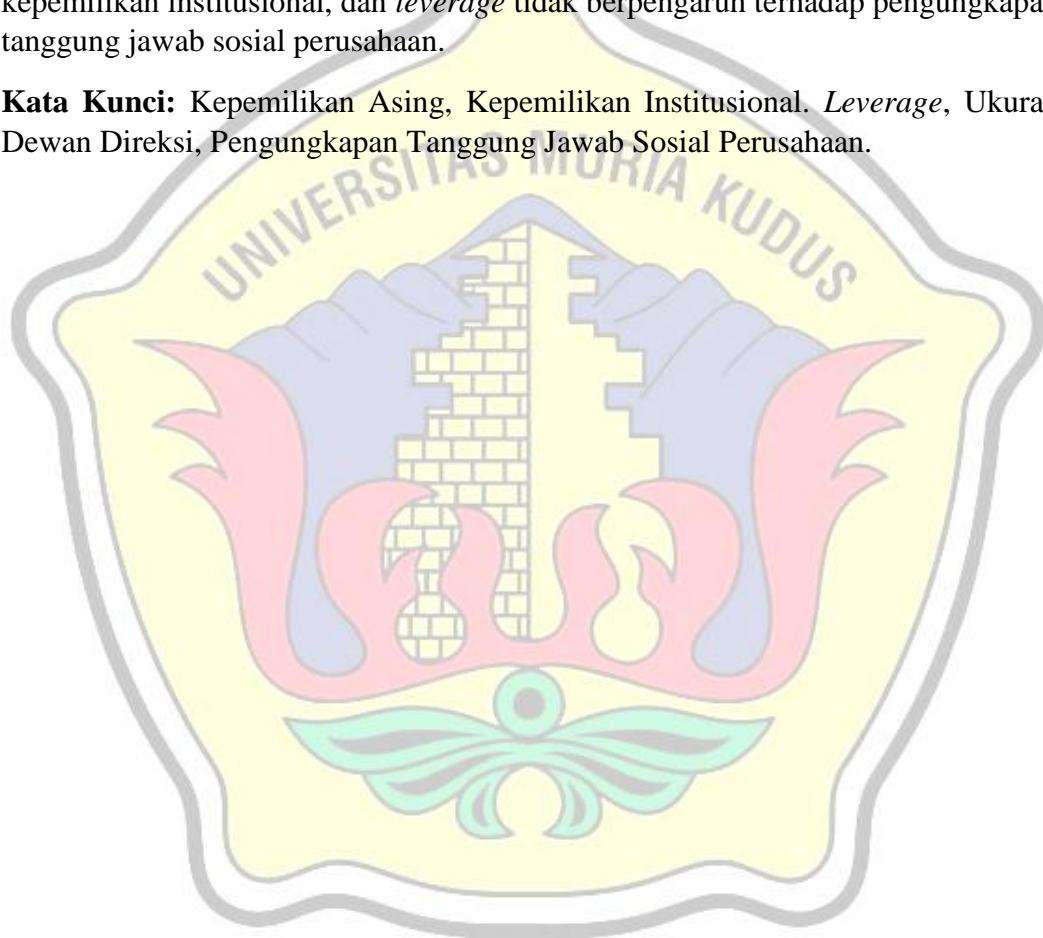 kepemilikan institusional, dan leverage tidak berpengaruh terhadap pengungkapa
tanggung jawab sosial perusahaan.
Kata Kunci: Kepemilikan Asing, Kepemilikan Institusional. Leverage, Ukura
Dewan Direksi, Pengungkapan Tanggung Jawab Sosial Perusahaan.
UNIVERSITAS MURIA KUDUS